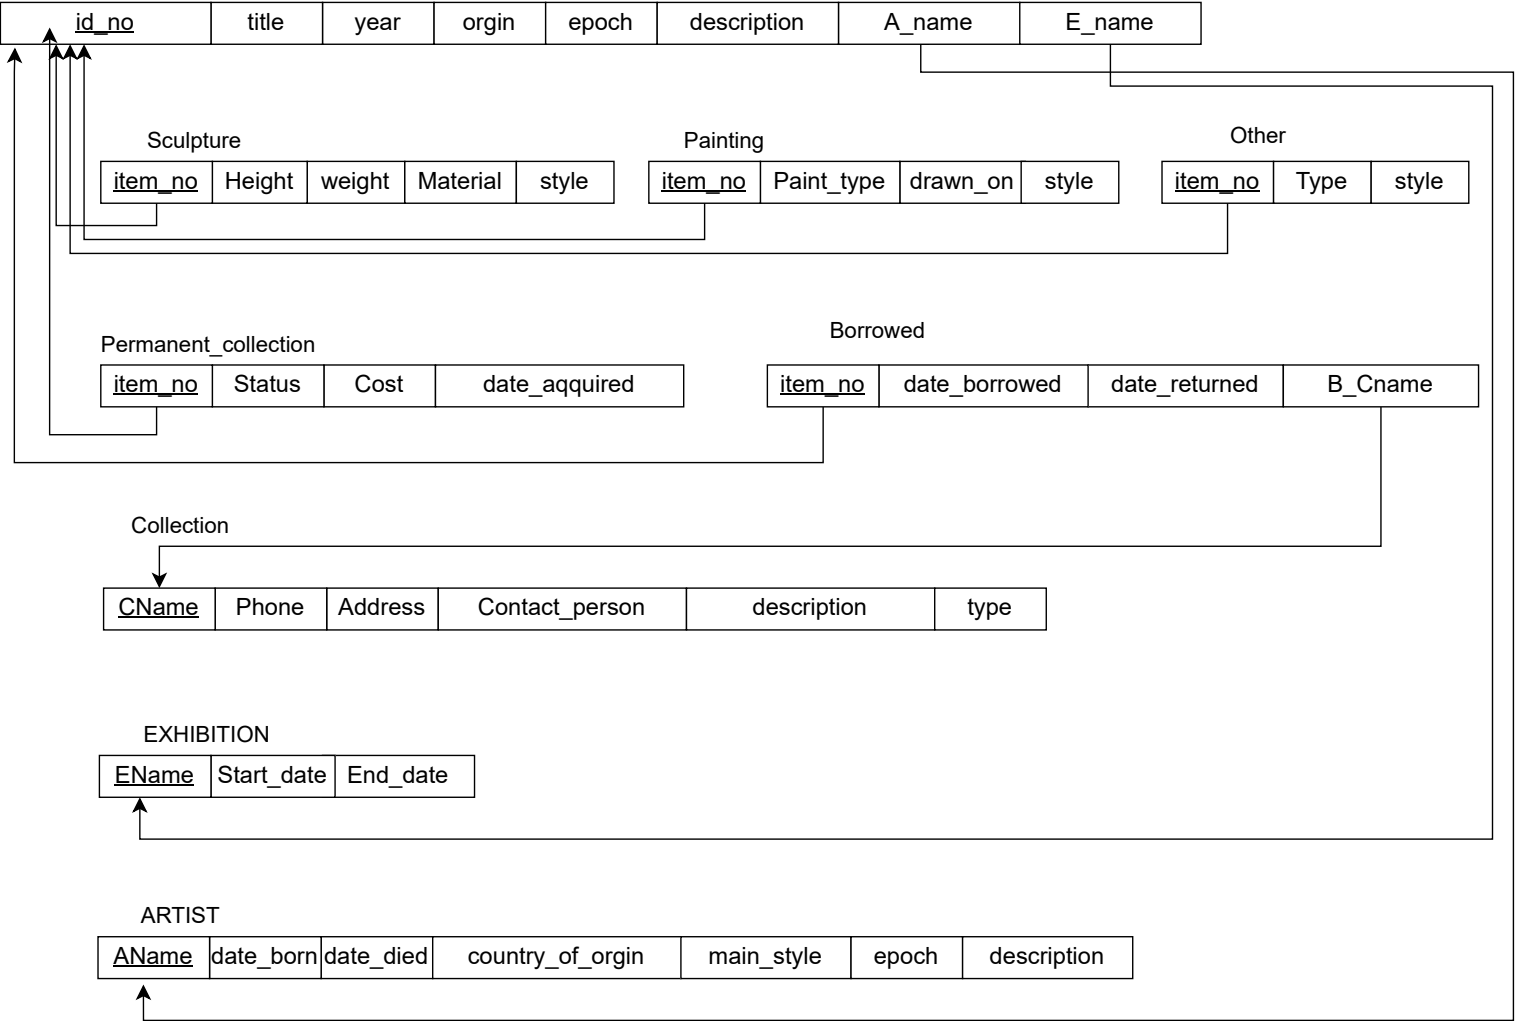 id_no title year orgin epoch description A_name E_name
Sculpture Painting Other
item_no Height weight Material style item_no Paint_type drawn_on style item_no Type style
Permanent_collection Borrowed
item_no Status Cost date_aqquired item_no date_borrowed date_returned B_Cname
Collection
CName Phone Address Contact_person description type
EXHIBITION
EName Start_date End_date
ARTIST
AName date_born date_died country_of_orgin main_style epoch description